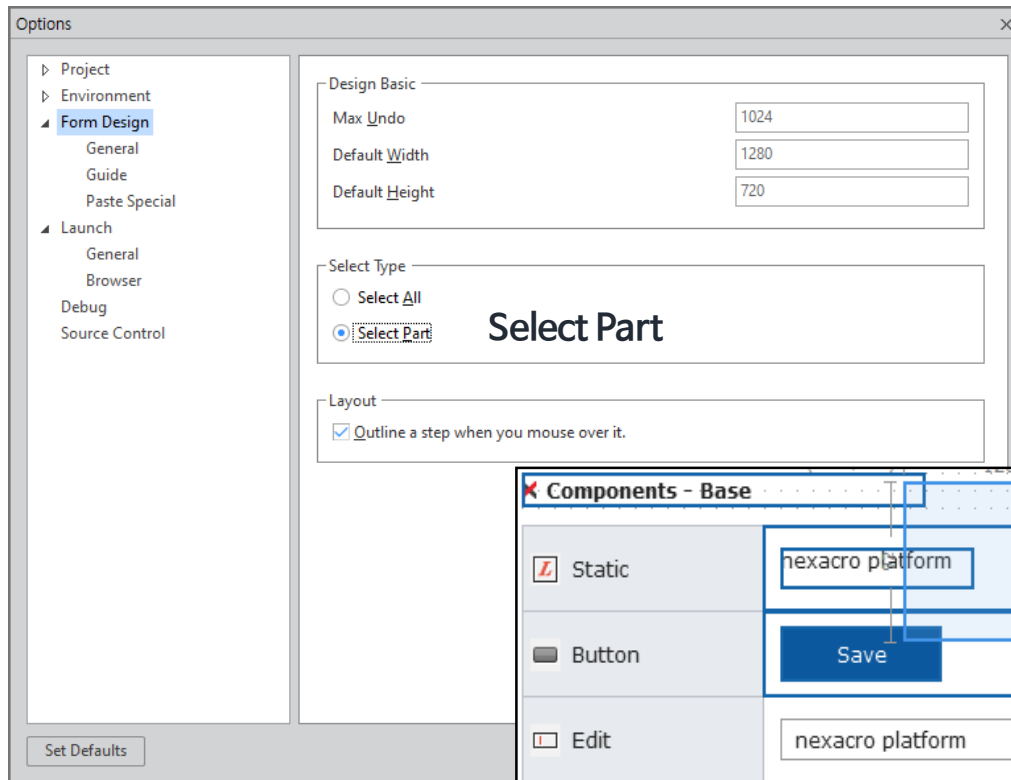 Options
Project
Environment
Form Design
General
Guide
Paste Special
Launch
General
Browser
Debug
Source Control
Set Defaults
Design Basic
Max Undo 1024
Default Width 1280
Default Height 720
Select Type
Select All
Select Part
Select Part
Layout
Outline a step when you mouse over it.
Components - Base
Static nexacro platform
Button Save
Edit nexacro platform